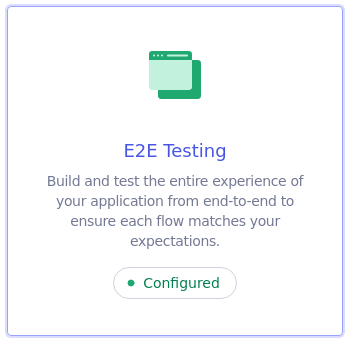 E2E Testing
Build and test the entire experience of
your application from end-to-end to
ensure each flow matches your
expectations.
Configured